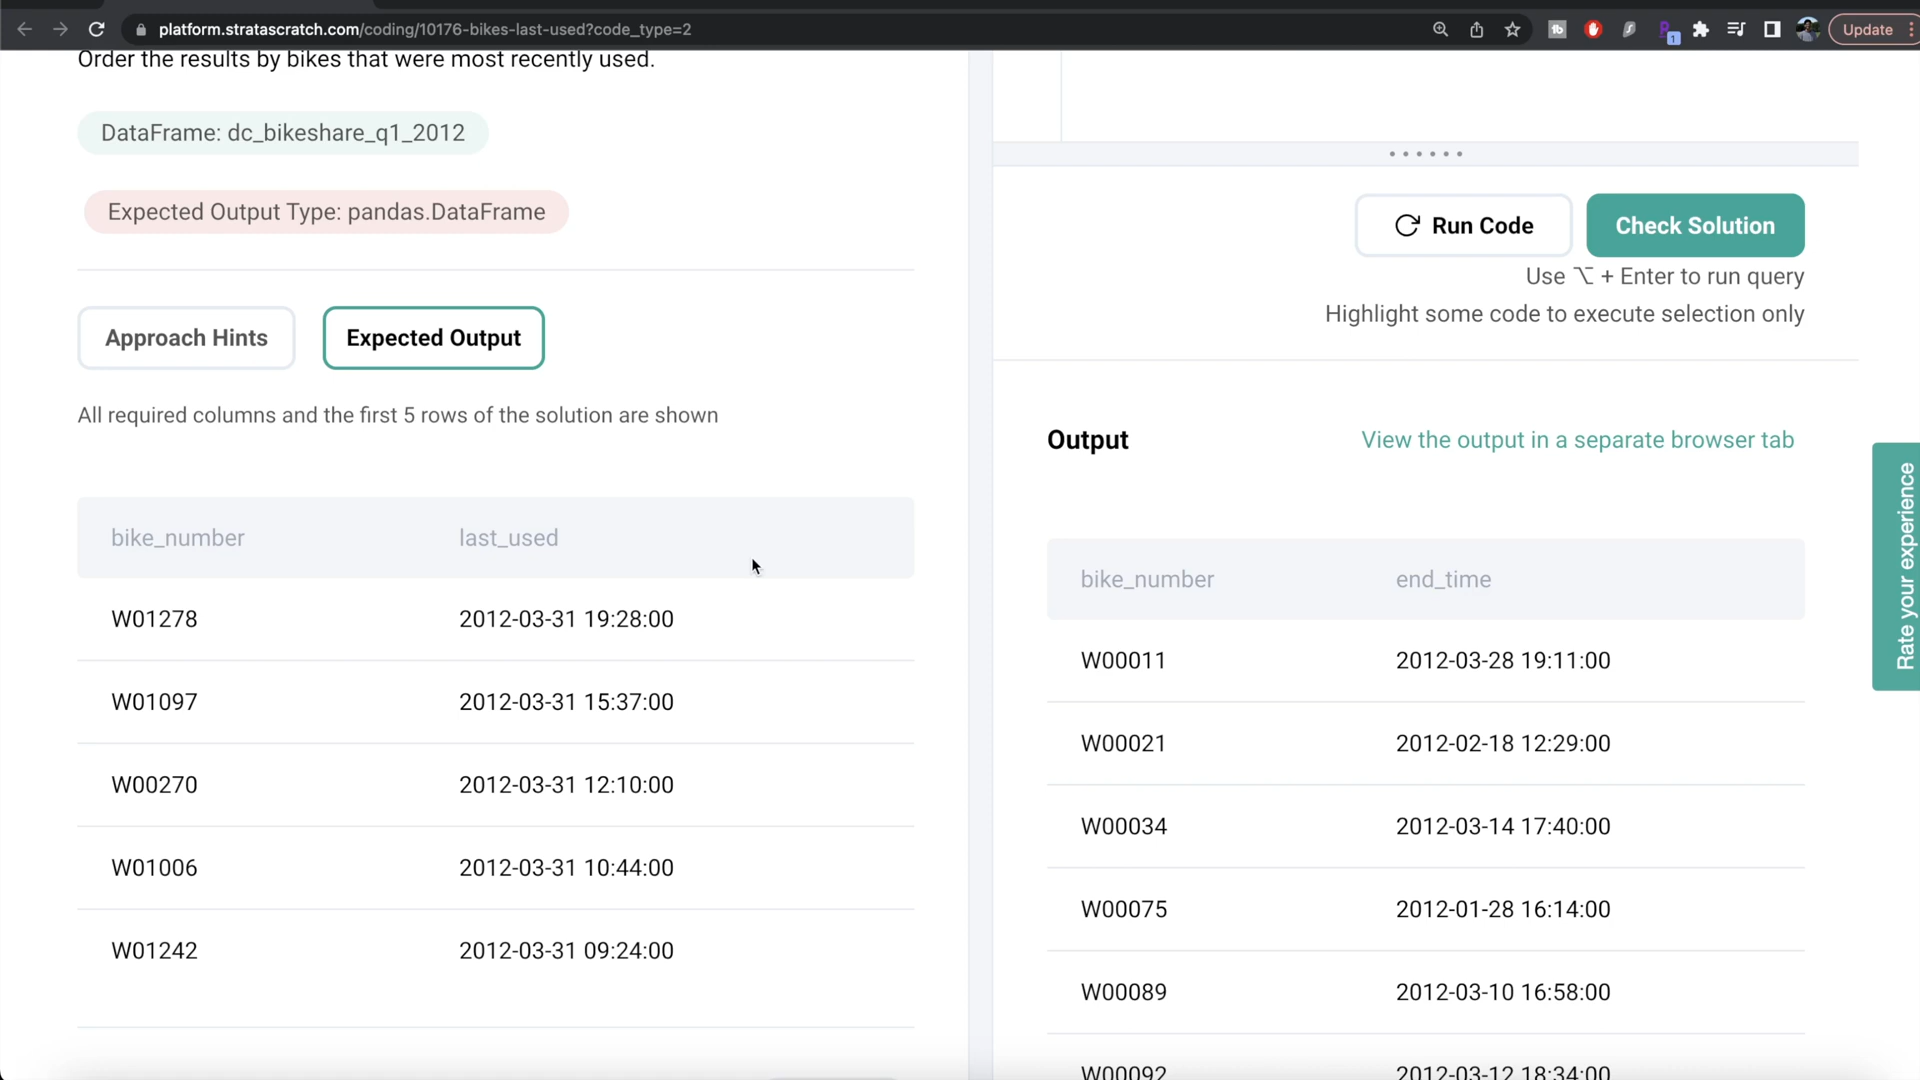 platform.stratascratch.com/coding/10176-bikes-last-used?code_type=2
Update
Order the results by bikes that were most recently used.
DataFrame: dc_bikeshare_q1_2012
Expected Output Type: pandas.DataFrame
Approach Hints
Expected Output
All required columns and the first 5 rows of the solution are shown
bike_number last_used
W01278 2012-03-31 19:28:00
W01097 2012-03-31 15:37:00
W00270 2012-03-31 12:10:00
W01006 2012-03-31 10:44:00
W01242 2012-03-31 09:24:00
Run Code
Check Solution
Use ⌥ + Enter to run query
Highlight some code to execute selection only
Output
View the output in a separate browser tab
bike_number end_time
W00011 2012-03-28 19:11:00
W00021 2012-02-18 12:29:00
W00034 2012-03-14 17:40:00
W00075 2012-01-28 16:14:00
W00089 2012-03-10 16:58:00
W00092 2012-03-12 18:34:00
Rate your experience